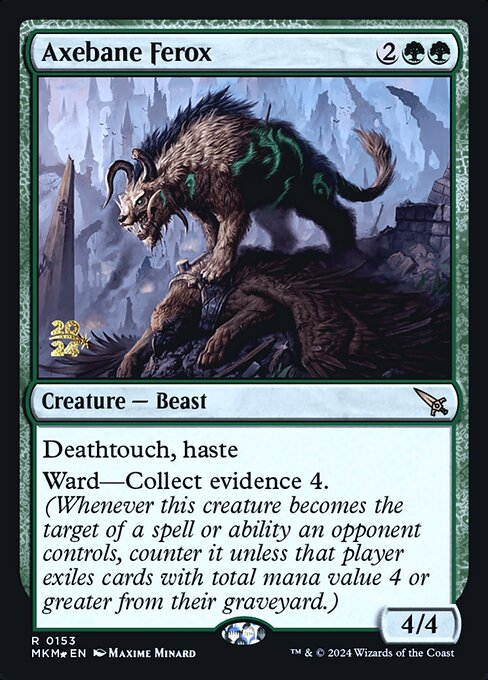 Axebane Ferox 2
20
24
Creature — Beast
Deathtouch, haste
Ward—Collect evidence 4.
(Whenever this creature becomes the
target of a spell or ability an opponent
controls, counter it unless that player
exiles cards with total mana value 4 or
greater from their graveyard.)
4/4
R 0153
MKM★EN Maxime Minard ™ & © 2024 Wizards of the Coast